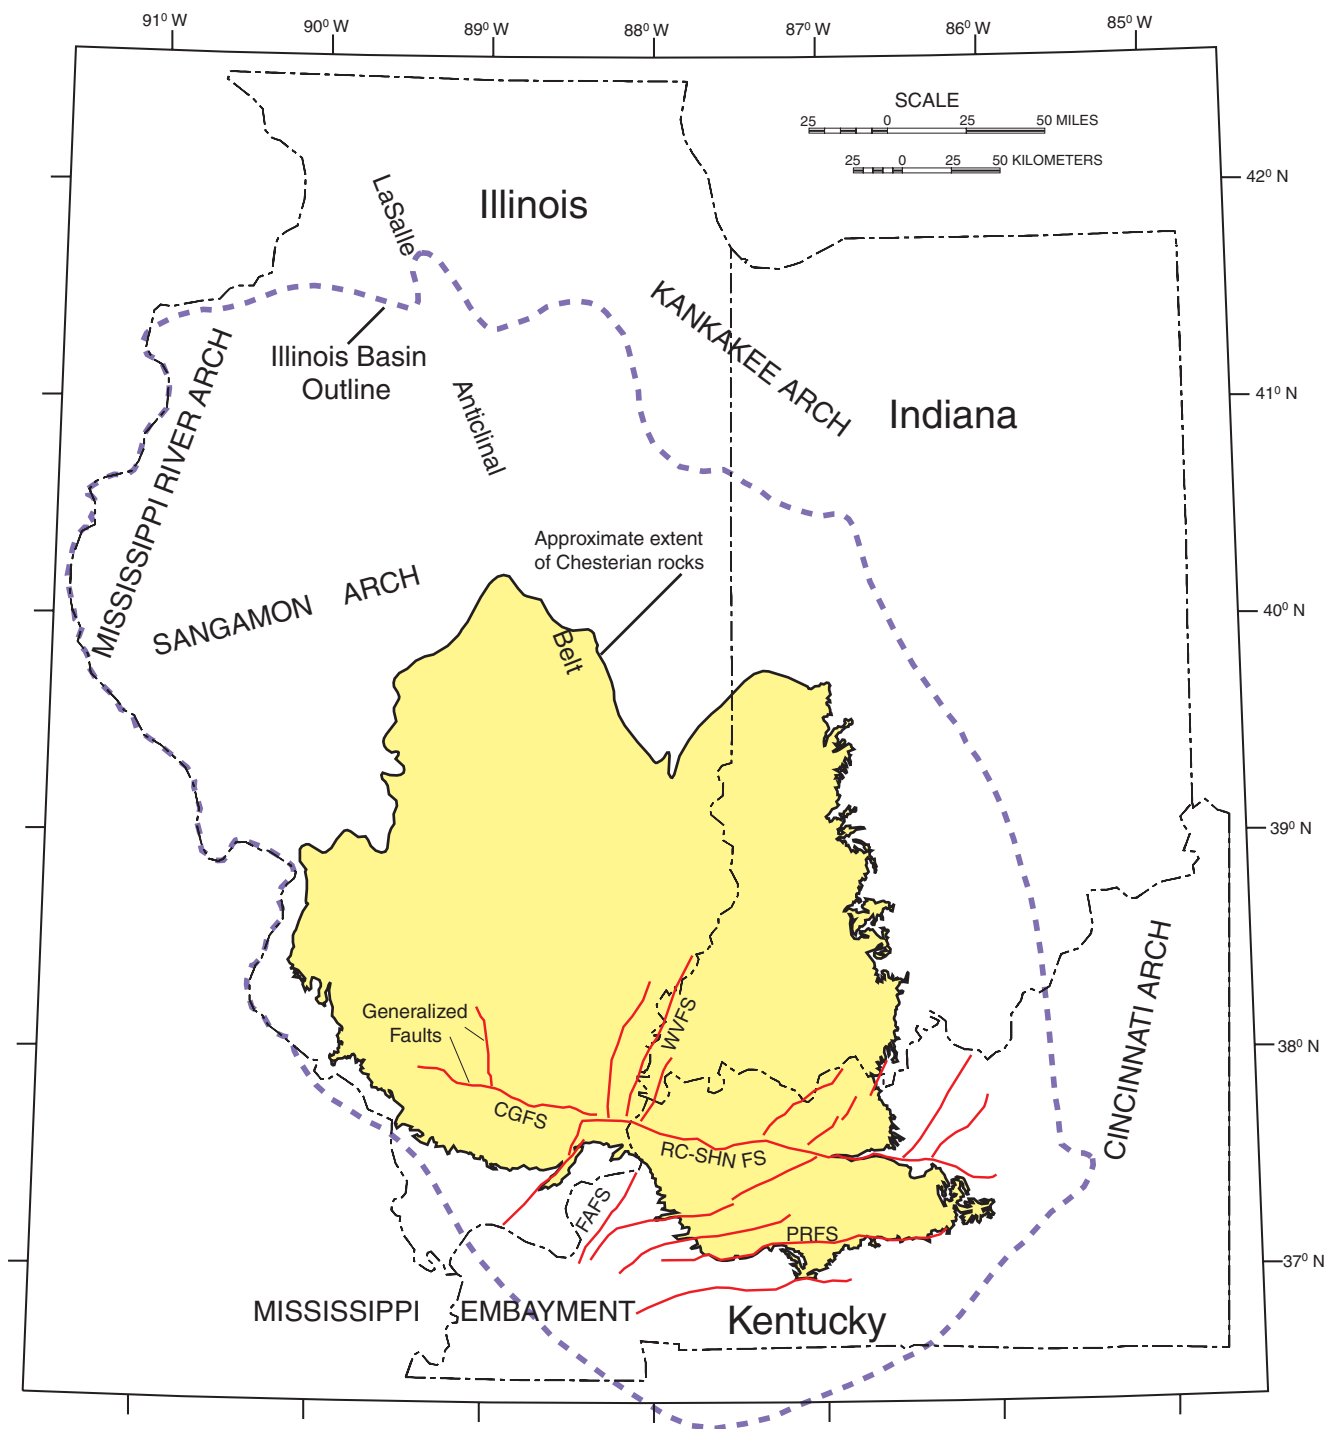 91⁰ W
90⁰ W
89⁰ W
88⁰ W
87⁰ W
86⁰ W
85⁰ W
SCALE
25 0 25 50 MILES
25 0 25 50 KILOMETERS
42⁰ N
LaSalle
Illinois
KANKAKEE ARCH
MISSISSIPPI RIVER ARCH
Illinois Basin
Outline
Anticlinal
Indiana
41⁰ N
Approximate extent
of Chesterian rocks
SANGAMON ARCH
Belt
40⁰ N
39⁰ N
CINCINNATI ARCH
Generalized
Faults
WVFS
38⁰ N
CGFS
RC-SHN FS
FAFS
PRFS
37⁰ N
MISSISSIPPI EMBAYMENT
Kentucky